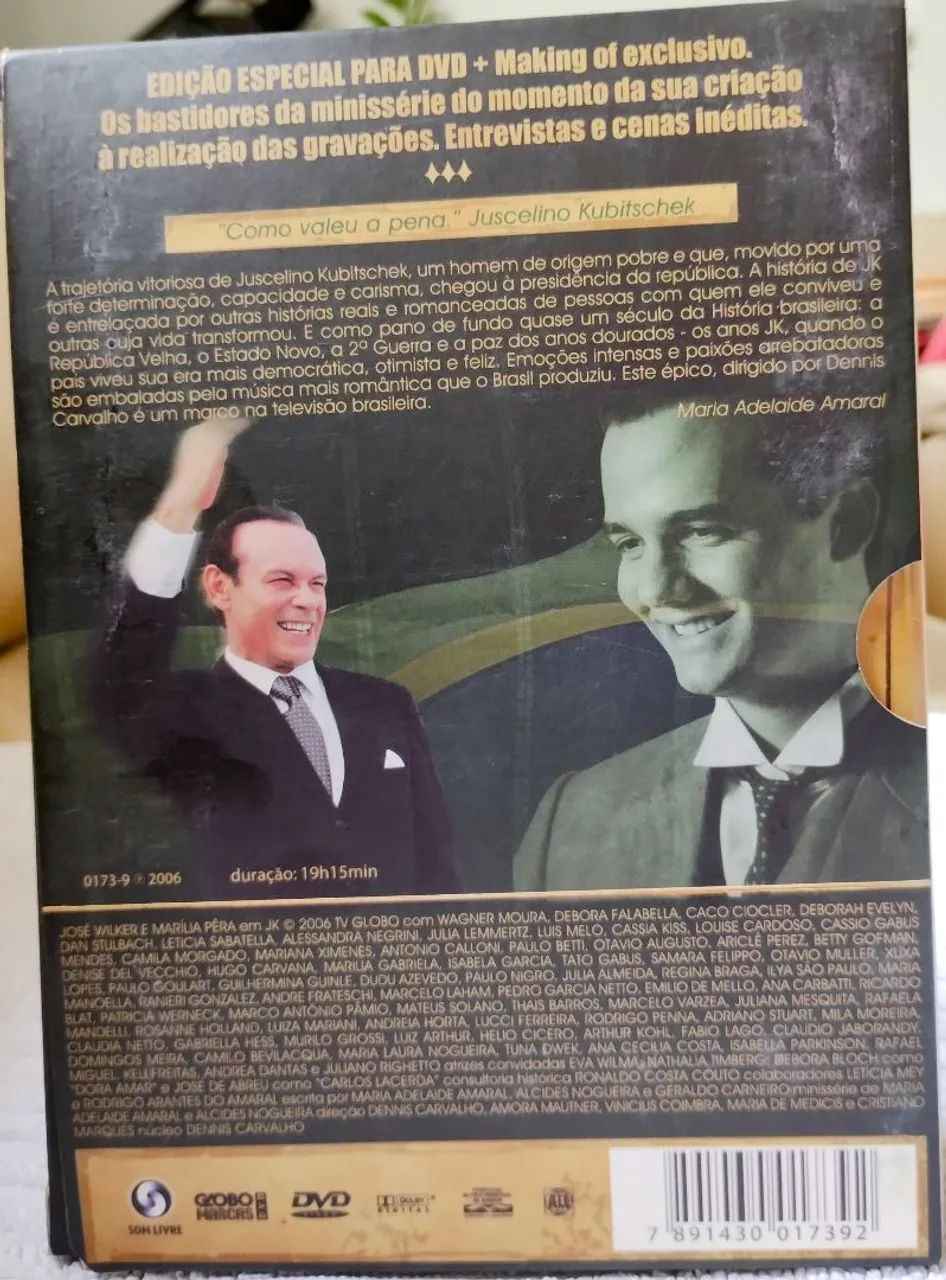 EDIÇÃO ESPECIAL PARA DVD + Making of exclusivo.
Os bastidores da minissérie do momento da sua criação
à realização das gravações. Entrevistas e cenas inéditas.
"Como valeu a pena." Juscelino Kubitschek
A trajetória vitoriosa de Juscelino Kubitschek, um homem de origem pobre e que, movido por uma
forte determinação, capacidade e carisma, chegou à presidência da república. A história de JK
é entrelaçada por outras histórias reais e romanceadas de pessoas com quem ele conviveu e
outras cuja vida transformou. E como pano de fundo quase um século da História brasileira: a
República Velha, o Estado Novo, a 2ª Guerra e a paz dos anos dourados - os anos JK, quando o
país viveu sua era mais democrática, otimista e feliz. Emoções intensas e paixões arrebatadoras
são embaladas pela música mais romântica que o Brasil produziu. Este épico, dirigido por Dennis
Carvalho é um marco na televisão brasileira.
Maria Adelaide Amaral
0173-9 ℗ 2006
duração: 19h15min
JOSÉ WILKER E MARÍLIA PÊRA em JK © 2006 TV GLOBO com WAGNER MOURA, DEBORA FALABELLA, CACO CIOCLER, DEBORAH EVELYN,
DAN STULBACH, LETICIA SABATELLA, ALESSANDRA NEGRINI, JULIA LEMMERTZ, LUIS MELO, CASSIA KISS, LOUISE CARDOSO, CASSIO GABUS
MENDES, CAMILA MORGADO, MARIANA XIMENES, ANTONIO CALLONI, PAULO BETTI, OTAVIO AUGUSTO, ARICLÊ PEREZ, BETTY GOFMAN,
DENISE DEL VECCHIO, HUGO CARVANA, MARILIA GABRIELA, ISABELA GARCIA, TATO GABUS, SAMARA FELIPPO, OTAVIO MULLER, XUXA
LOPES, PAULO GOULART, GUILHERMINA GUINLE, DUDU AZEVEDO, PAULO NIGRO, JULIA ALMEIDA, REGINA BRAGA, ILYA SÃO PAULO, MARIA
MANOELLA, RANIERI GONZALEZ, ANDRE FRATESCHI, MARCELO LAHAM, PEDRO GARCIA NETTO, EMILIO DE MELLO, ANA CARBATTI, RICARDO
BLAT, PATRICIA WERNECK, MARCO ANTÔNIO PÂMIO, MATEUS SOLANO, THAIS BARROS, MARCELO VARZEA, JULIANA MESQUITA, RAFAELA
MANDELLI, ROSANNE HOLLAND, LUIZA MARIANI, ANDREIA HORTA, LUCCI FERREIRA, RODRIGO PENNA, ADRIANO STUART, MILA MOREIRA,
CLAUDIA NETTO, GABRIELLA HESS, MURILO GROSSI, LUIZ ARTHUR, HELIO CICERO, ARTHUR KOHL, FABIO LAGO, CLAUDIO JABORANDY,
DOMINGOS MEIRA, CAMILO BEVILACQUA, MARIA LAURA NOGUEIRA, TUNA DWEK, ANA CECILIA COSTA, ISABELLA PARKINSON, RAFAEL
MIGUEL, KELI FREITAS, ANDREA DANTAS e JULIANO RIGHETTO atrizes convidadas EVA WILMA, NATHALIA TIMBERG, DEBORA BLOCH como
"DORA AMAR" e JOSÉ DE ABREU como "CARLOS LACERDA" consultoria histórica RONALDO COSTA COUTO colaboradores LETICIA MEY
e RODRIGO ARANTES DO AMARAL escrita por MARIA ADELAIDE AMARAL, ALCIDES NOGUEIRA e GERALDO CARNEIRO minissérie de MARIA
ADELAIDE AMARAL e ALCIDES NOGUEIRA direção DENNIS CARVALHO, AMORA MAUTNER, VINICIUS COIMBRA, MARIA DE MEDICIS e CRISTIANO
MARQUES núcleo DENNIS CARVALHO
SOM LIVRE
GLOBO
MARCAS
DVD
VIDEO
DOLBY
DIGITAL
ALL
7 891430 017392